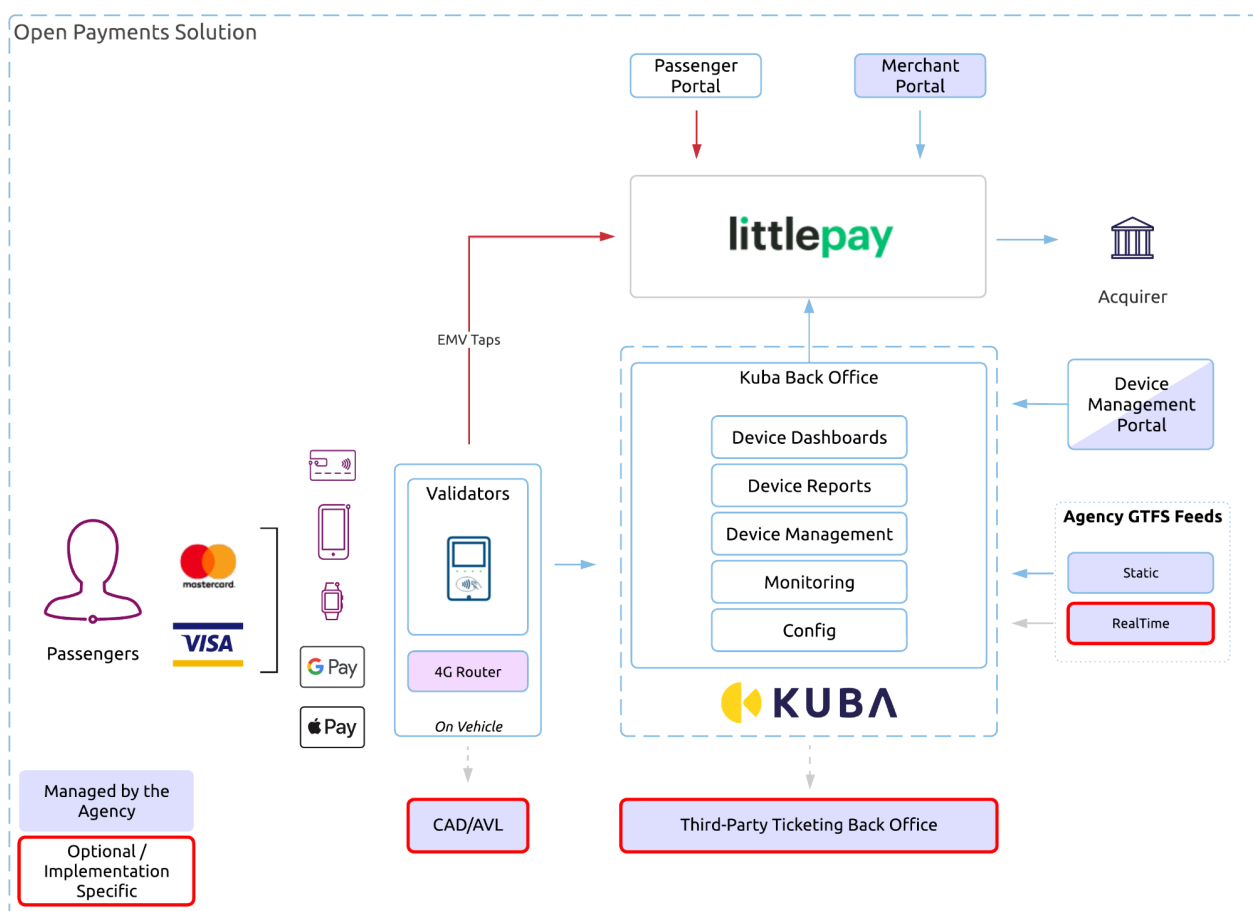 Open Payments Solution
Passenger
Portal
Merchant
Portal
littlepay
Acquirer
EMV Taps
Kuba Back Office
Device Dashboards
Device Reports
Device Management
Monitoring
Config
KUBA
Device
Management
Portal
Agency GTFS Feeds
Static
RealTime
Validators
4G Router
On Vehicle
Passengers
mastercard.
VISA
G Pay
Pay
CAD/AVL
Third-Party Ticketing Back Office
Managed by the
Agency
Optional /
Implementation
Specific